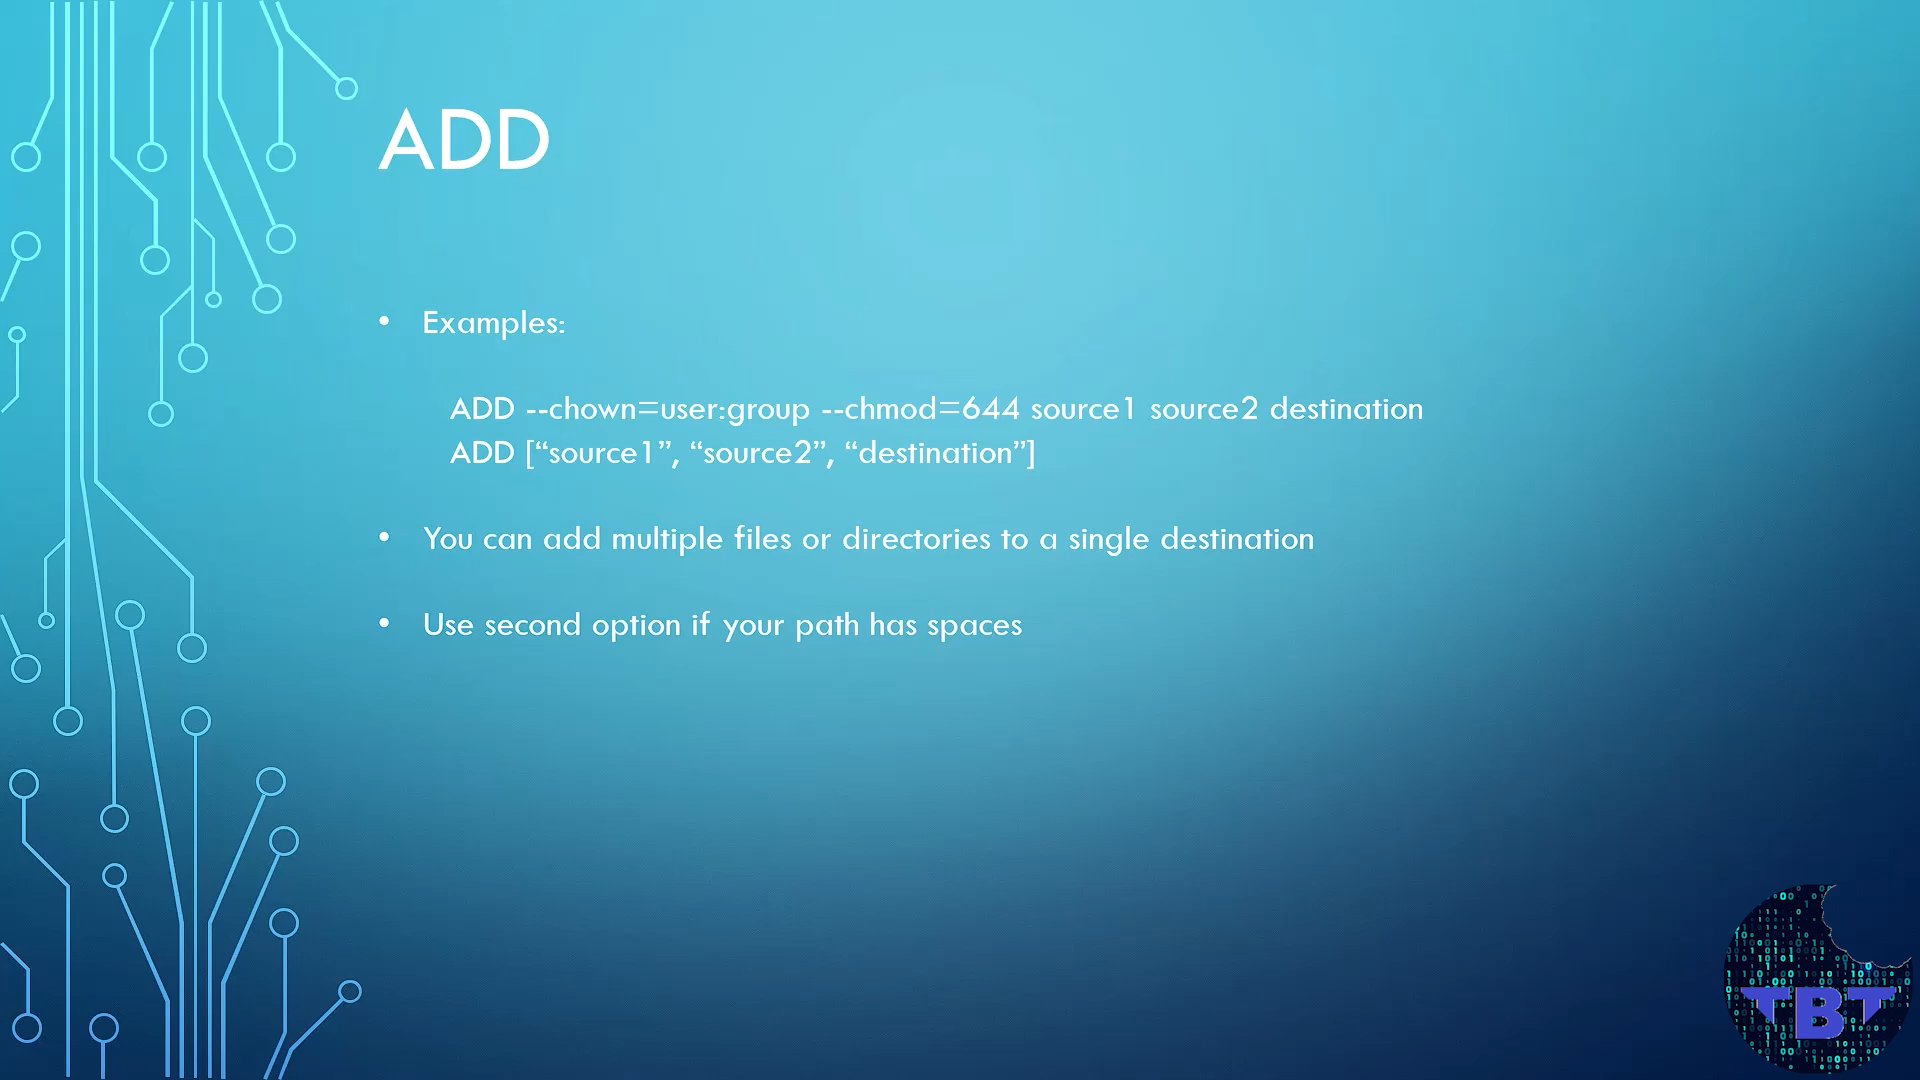 ADD
• Examples:
ADD --chown=user:group --chmod=644 source1 source2 destination
ADD [“source1”, “source2”, “destination”]
• You can add multiple files or directories to a single destination
• Use second option if your path has spaces
TBT